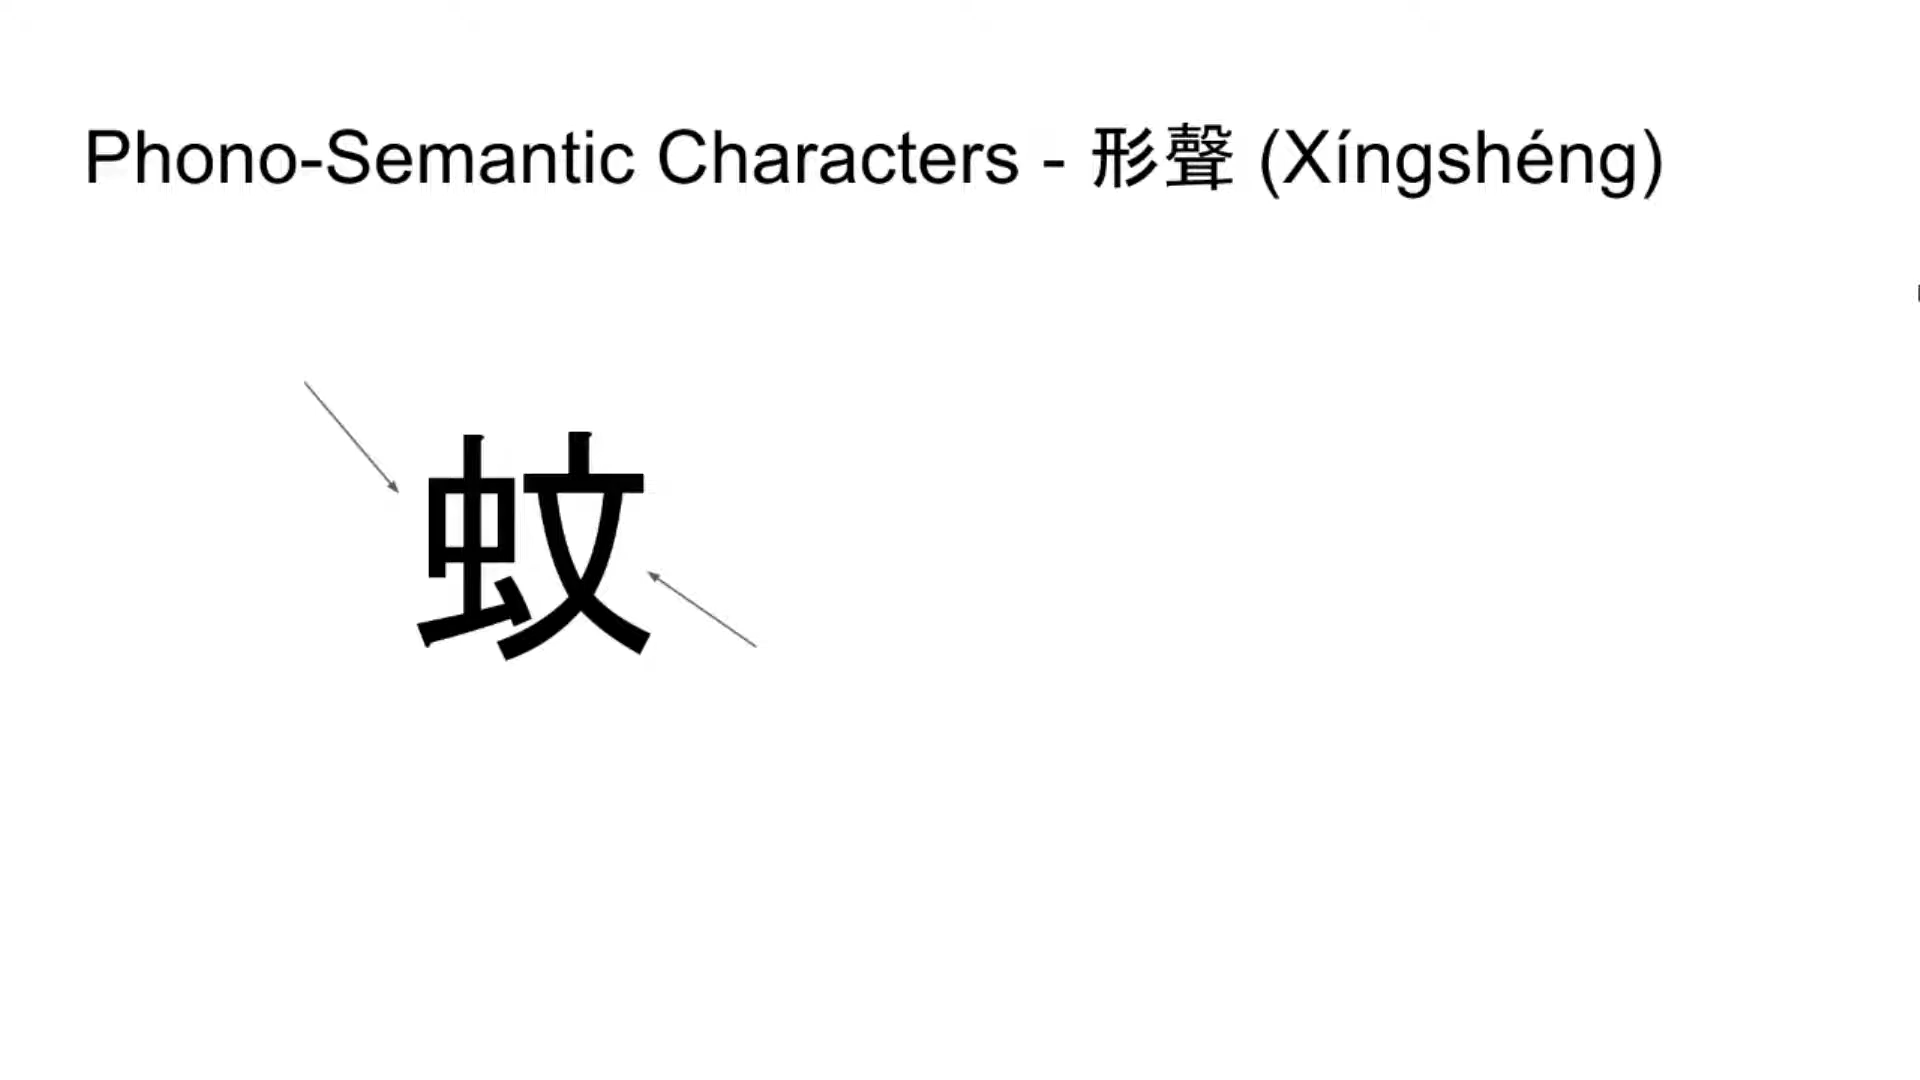 Phono-Semantic Characters - 形聲 (Xíngshéng)
蚊